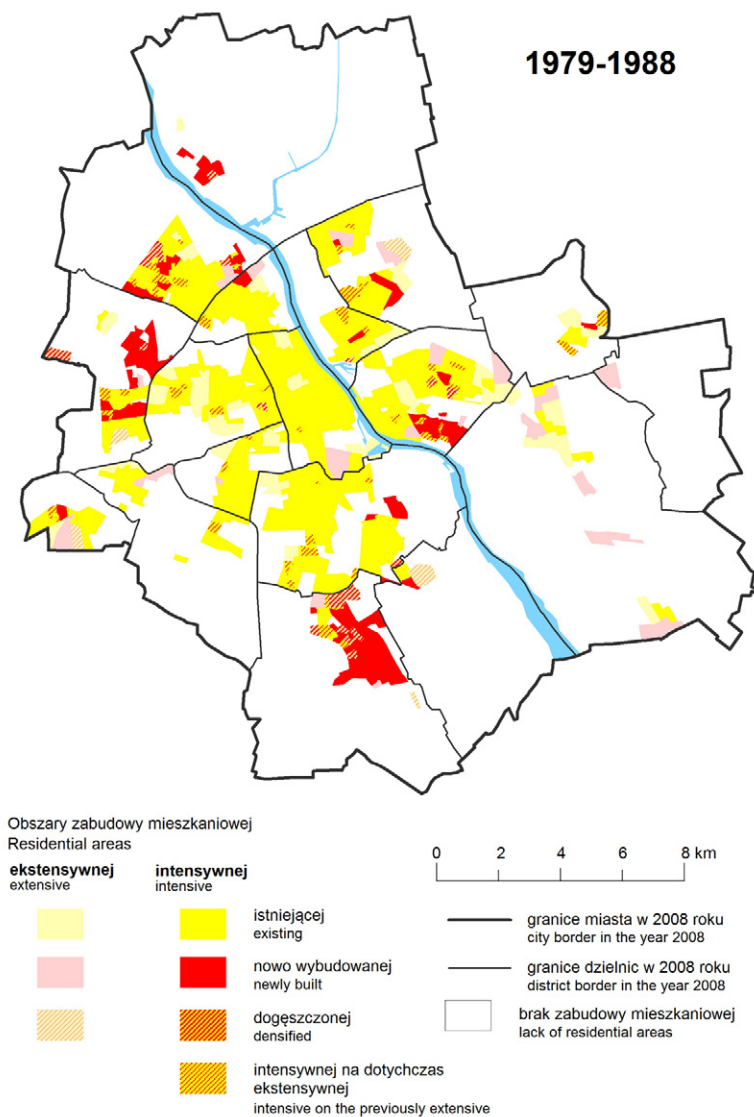 1979-1988
Obszary zabudowy mieszkaniowej
Residential areas
ekstensywnej
extensive
intensywnej
intensive
istniejącej
existing
nowo wybudowanej
newly built
dogęszczonej
densified
intensywnej na dotychczas
ekstensywnej
intensive on the previously extensive
0 2 4 6 8 km
granice miasta w 2008 roku
city border in the year 2008
granice dzielnic w 2008 roku
district border in the year 2008
brak zabudowy mieszkaniowej
lack of residential areas